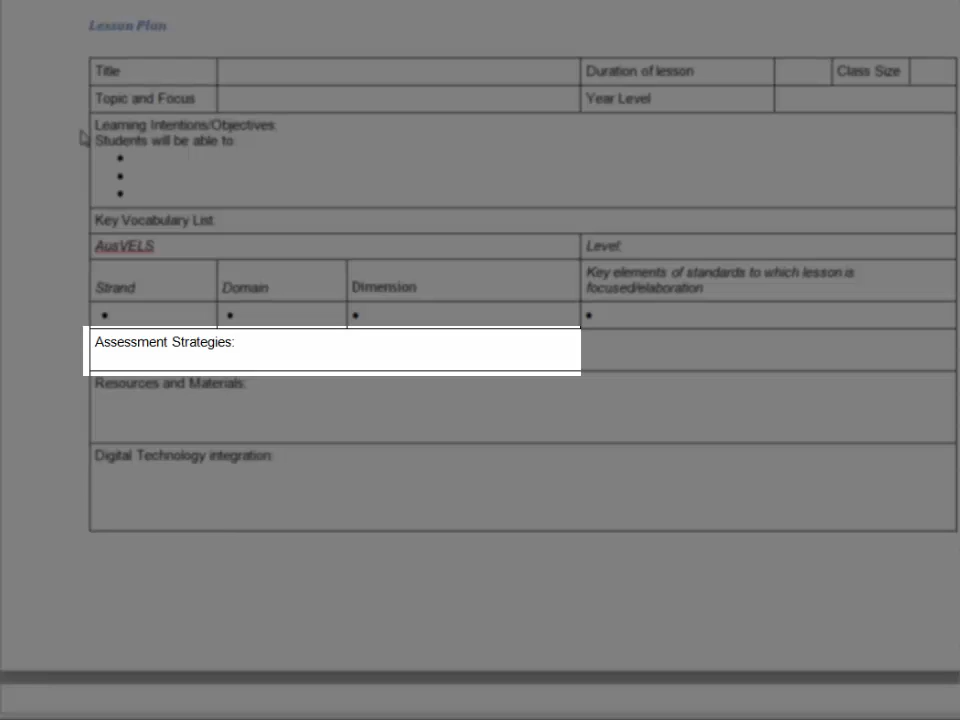 Lesson Plan
Title Duration of lesson Class Size
Topic and Focus Year Level
Learning Intentions/Objectives:
Students will be able to:
Key Vocabulary List:
AusVELS Level:
Key elements of standards to which lesson is
Strand Domain Dimension focused/elaboration
Assessment Strategies:
Resources and Materials:
Digital Technology integration: